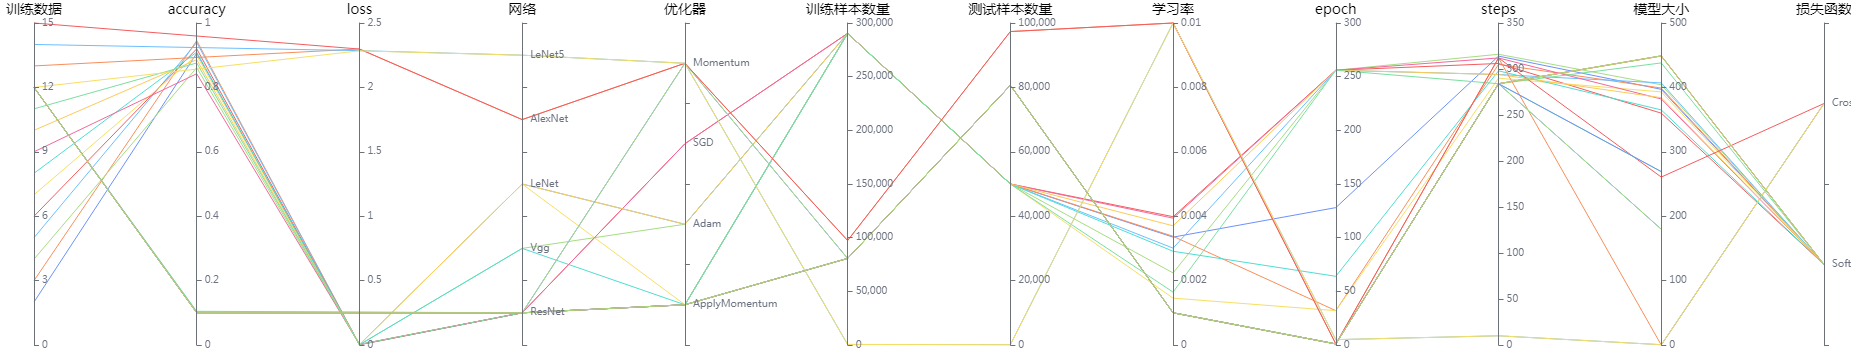 训练数据 accuracy loss 网络 优化器 训练样本数量 测试样本数量 学习率 epoch steps 模型大小 损失函数
15 1 2.5 300,000 100,000 0.01 300 350 500
LeNet5 Momentum 250,000 300
12 0.8 2 80,000 0.008 250 400
AlexNet 200,000 250
9 0.6 1.5 SGD 60,000 0.006 200 300
LeNet 150,000 150 200
6 0.4 1 Adam 40,000 0.004 200
Vgg 100,000 100 150
3 0.2 0.5 ApplyMomentum 50,000 20,000 0.002 50 100 100
ResNet 50
0 0 0 0 0 0 0 0 0
Cros
Soft